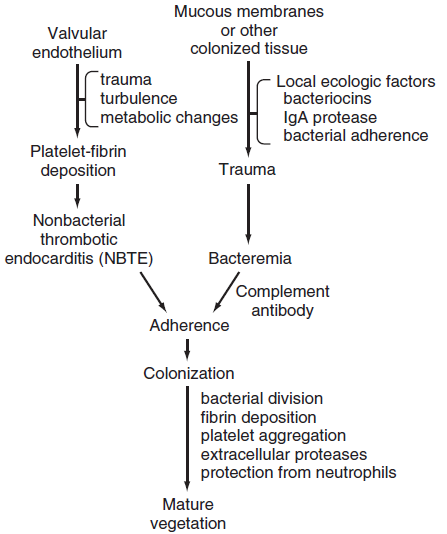 Valvular
endothelium
trauma
turbulence
metabolic changes
Platelet-fibrin
deposition
Nonbacterial
thrombotic
endocarditis (NBTE)
Mucous membranes
or other
colonized tissue
Local ecologic factors
bacteriocins
IgA protease
bacterial adherence
Trauma
Bacteremia
Complement
antibody
Adherence
Colonization
bacterial division
fibrin deposition
platelet aggregation
extracellular proteases
protection from neutrophils
Mature
vegetation